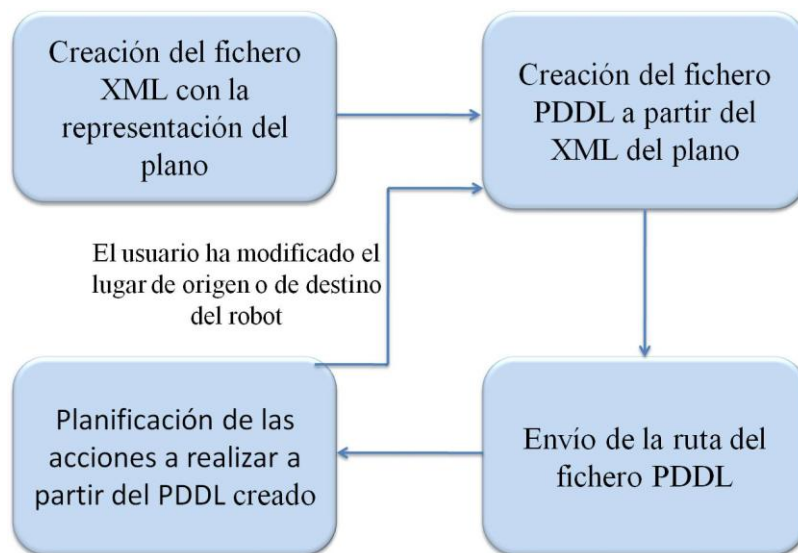 Creación del fichero
XML con la
representación del
plano
Creación del fichero
PDDL a partir del
XML del plano
El usuario ha modificado el
lugar de origen o de destino
del robot
Planificación de las
acciones a realizar a
partir del PDDL creado
Envío de la ruta del
fichero PDDL